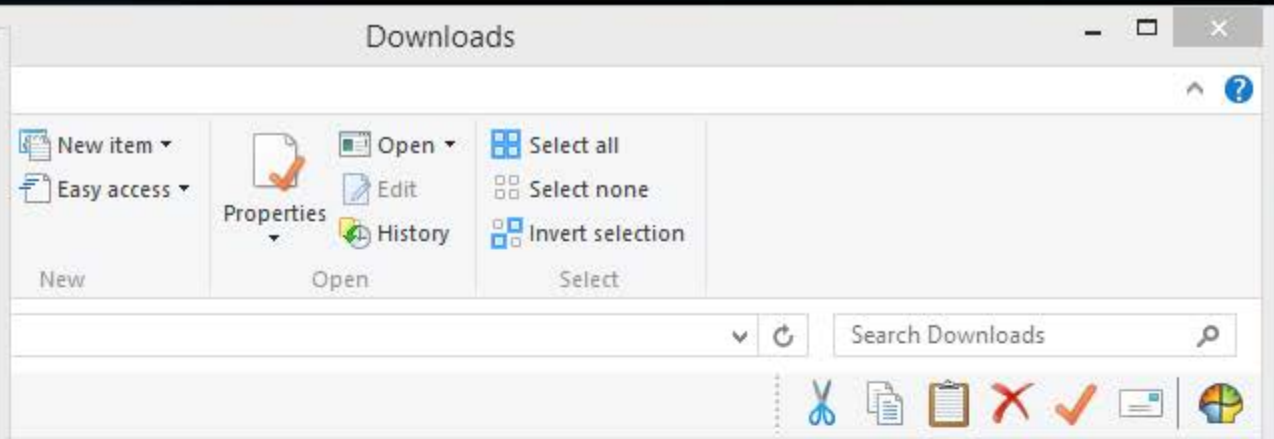 Downloads
New item
Easy access
New
Properties
Open
Edit
History
Open
Select all
Select none
Invert selection
Select
Search Downloads